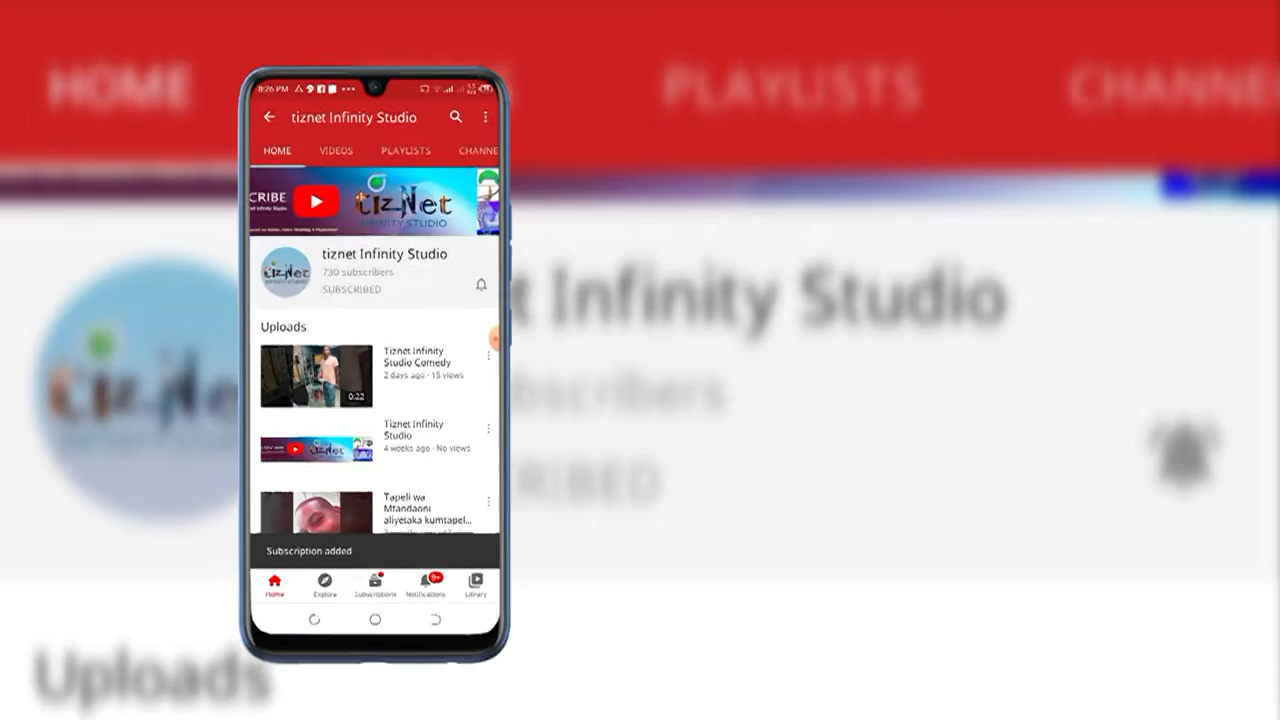 HOME
PLAYLISTS
CHANNE
8:26 PM
tiznet Infinity Studio
HOME VIDEOS PLAYLISTS CHANNE
CRIBE
tizNet
INFINITY STUDIO
tiznet Infinity Studio
730 subscribers
SUBSCRIBED
Uploads
Tiznet Infinity
Studio Comedy
2 days ago · 15 views
0:22
Tiznet Infinity
Studio
4 weeks ago · No views
Tapeli wa
Mtandaoni
aliyetaka kumtapel...
Subscription added
9+
Home Explore Subscriptions Notifications Library
t Infinity Studio
bscribers
RIBED
tizNe
Uploads